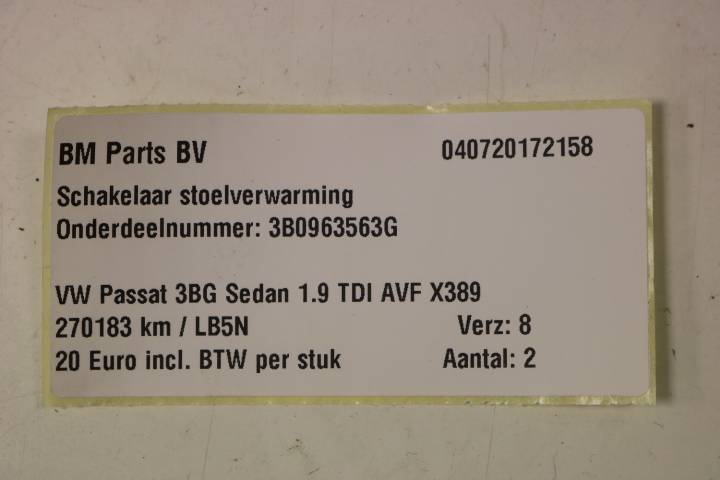 BM Parts BV 040720172158
Schakelaar stoelverwarming
Onderdeelnummer: 3B0963563G
VW Passat 3BG Sedan 1.9 TDI AVF X389
270183 km / LB5N Verz: 8
20 Euro incl. BTW per stuk Aantal: 2